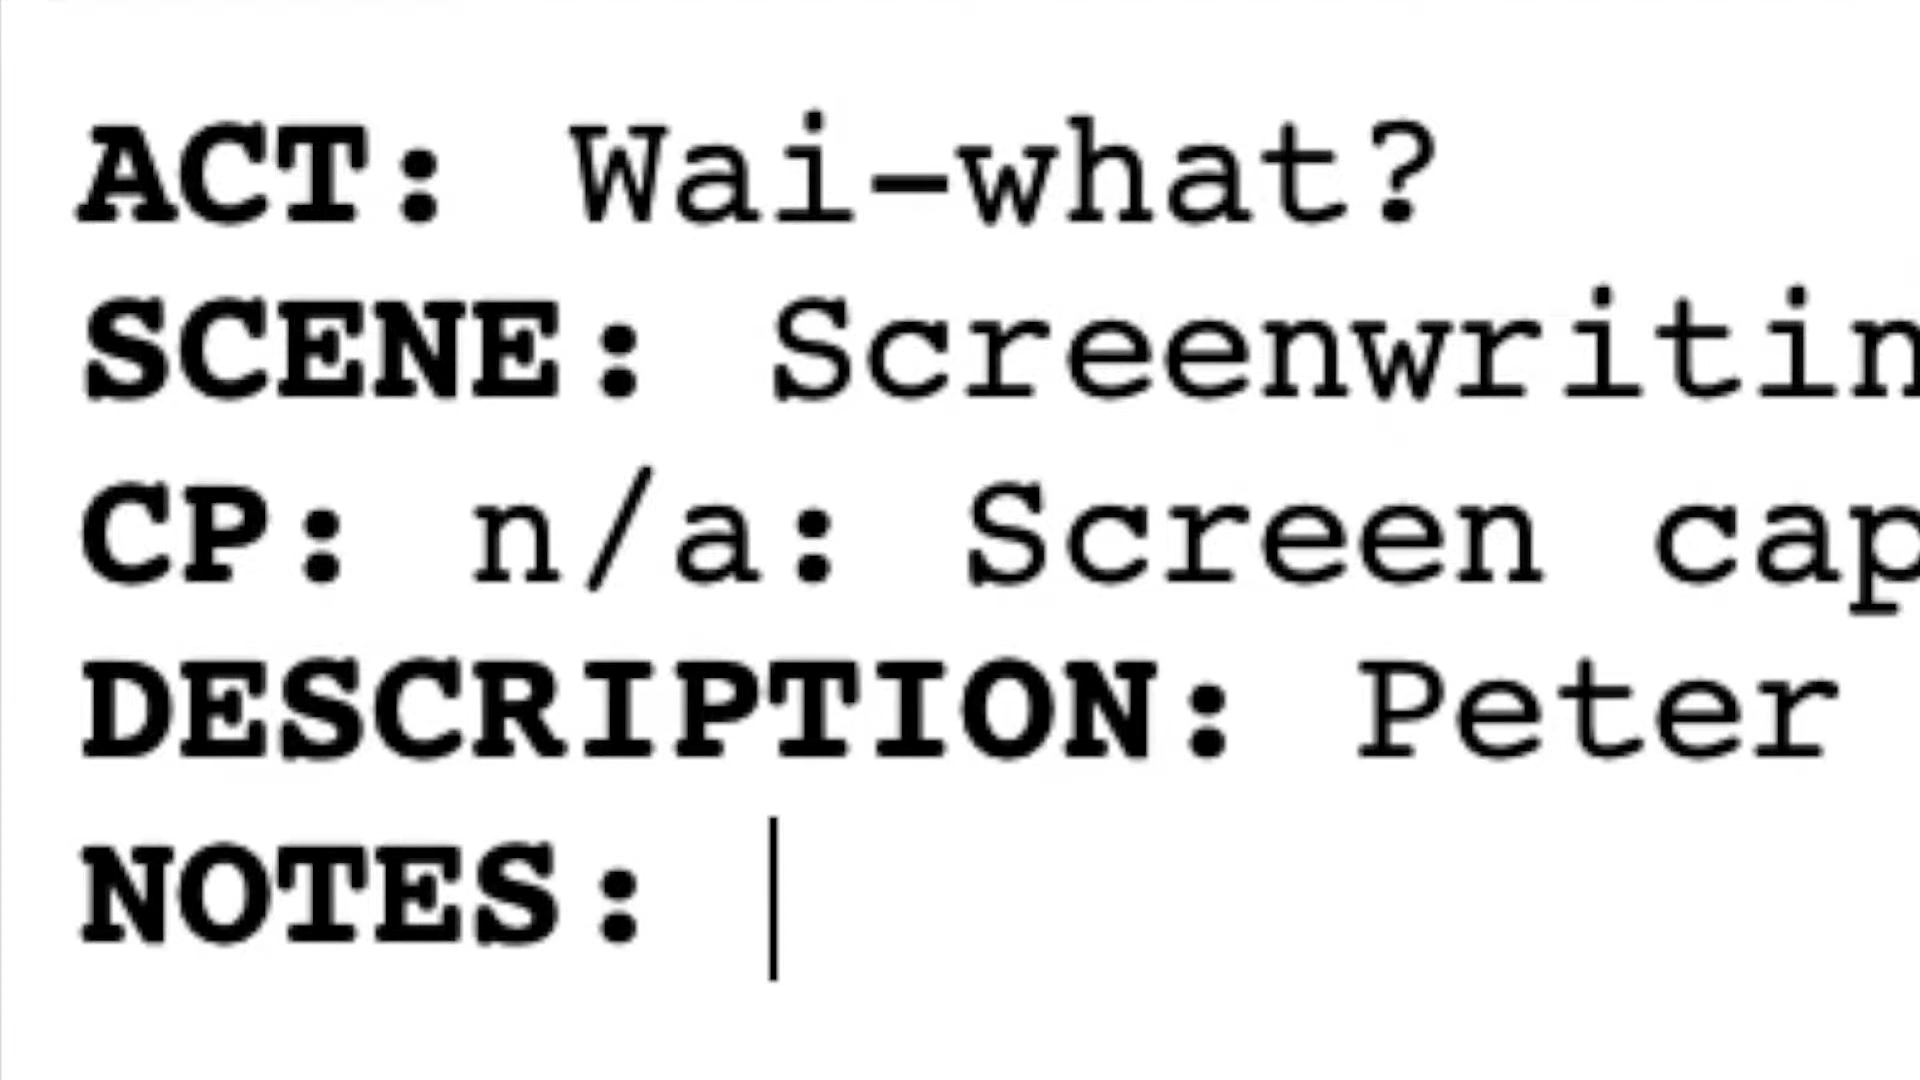 ACT: Wai-what?
SCENE: Screenwritin
CP: n/a: Screen cap
DESCRIPTION: Peter
NOTES: